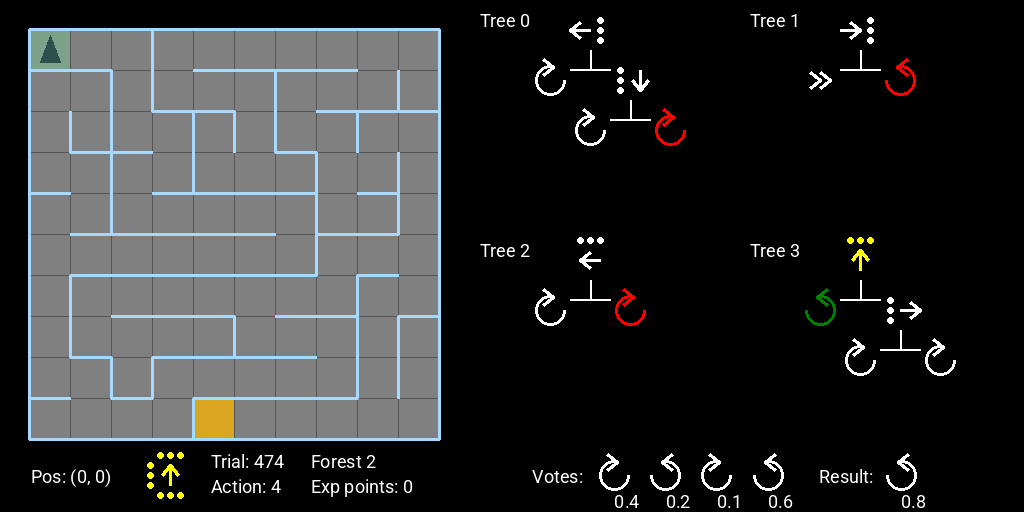 Tree 0
Tree 1
Tree 2
Tree 3
Pos: (0, 0)
Trial: 474
Action: 4
Forest 2
Exp points: 0
Votes:
0.4
0.2
0.1
0.6
Result:
0.8